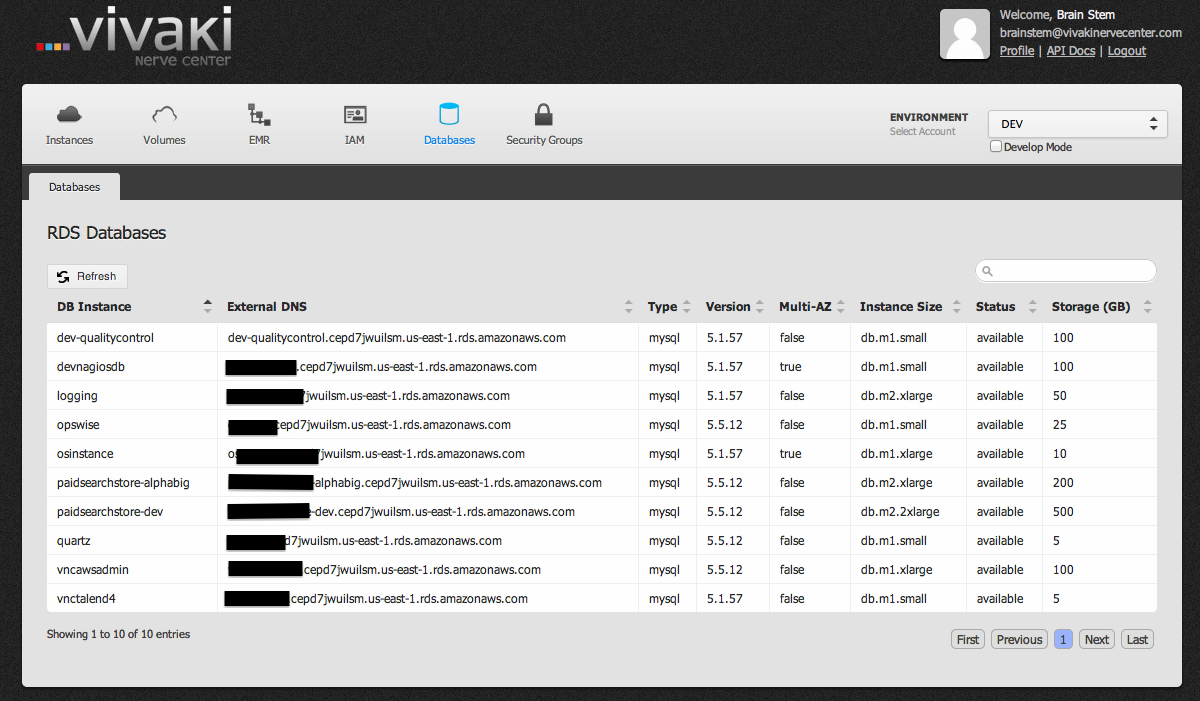 vivaki
Nerve Center
Welcome, Brain Stem
brainstem@vivakinervecenter.com
Profile | API Docs | Logout
Instances Volumes EMR IAM Databases Security Groups
ENVIRONMENT
Select Account
DEV
Develop Mode
Databases
RDS Databases
Refresh
DB Instance External DNS Type Version Multi-AZ Instance Size Status Storage (GB)
dev-qualitycontrol dev-qualitycontrol.cepd7jwuilsm.us-east-1.rds.amazonaws.com mysql 5.1.57 false db.m1.small available 100
devnagiosdb .cepd7jwuilsm.us-east-1.rds.amazonaws.com mysql 5.1.57 true db.m1.small available 100
logging jwuilsm.us-east-1.rds.amazonaws.com mysql 5.1.57 false db.m2.xlarge available 50
opswise epd7jwuilsm.us-east-1.rds.amazonaws.com mysql 5.5.12 false db.m1.small available 25
osinstance os jwuilsm.us-east-1.rds.amazonaws.com mysql 5.1.57 true db.m1.xlarge available 10
paidsearchstore-alphabig alphabig.cepd7jwuilsm.us-east-1.rds.amazonaws.com mysql 5.5.12 false db.m2.xlarge available 200
paidsearchstore-dev -dev.cepd7jwuilsm.us-east-1.rds.amazonaws.com mysql 5.5.12 false db.m2.2xlarge available 500
quartz d7jwuilsm.us-east-1.rds.amazonaws.com mysql 5.5.12 false db.m1.small available 5
vncawsadmin cepd7jwuilsm.us-east-1.rds.amazonaws.com mysql 5.5.12 false db.m1.xlarge available 100
vnctalend4 cepd7jwuilsm.us-east-1.rds.amazonaws.com mysql 5.1.57 false db.m1.small available 5
Showing 1 to 10 of 10 entries
First Previous 1 Next Last